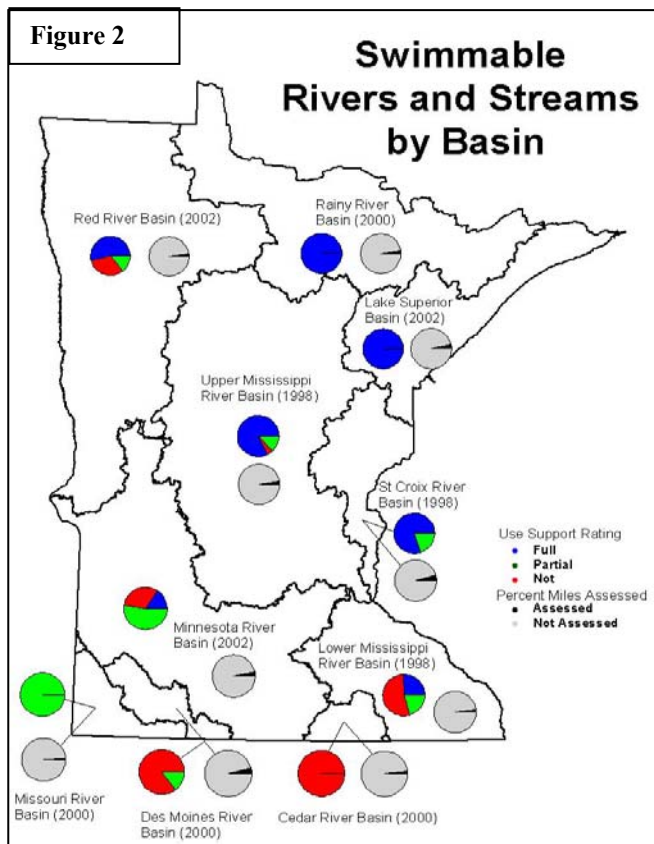 Figure 2
Swimmable
Rivers and Streams
by Basin
Red River Basin (2002)
Rainy River
Basin (2000)
Lake Superior
Basin (2002)
Upper Mississippi
River Basin (1998)
St Croix River
Basin (1998)
Use Support Rating
Full
Partial
Not
Percent Miles Assessed
Assessed
Not Assessed
Minnesota River
Basin (2002)
Lower Mississippi
River Basin (1998)
Missouri River
Basin (2000)
Des Moines River
Basin (2000)
Cedar River Basin (2000)